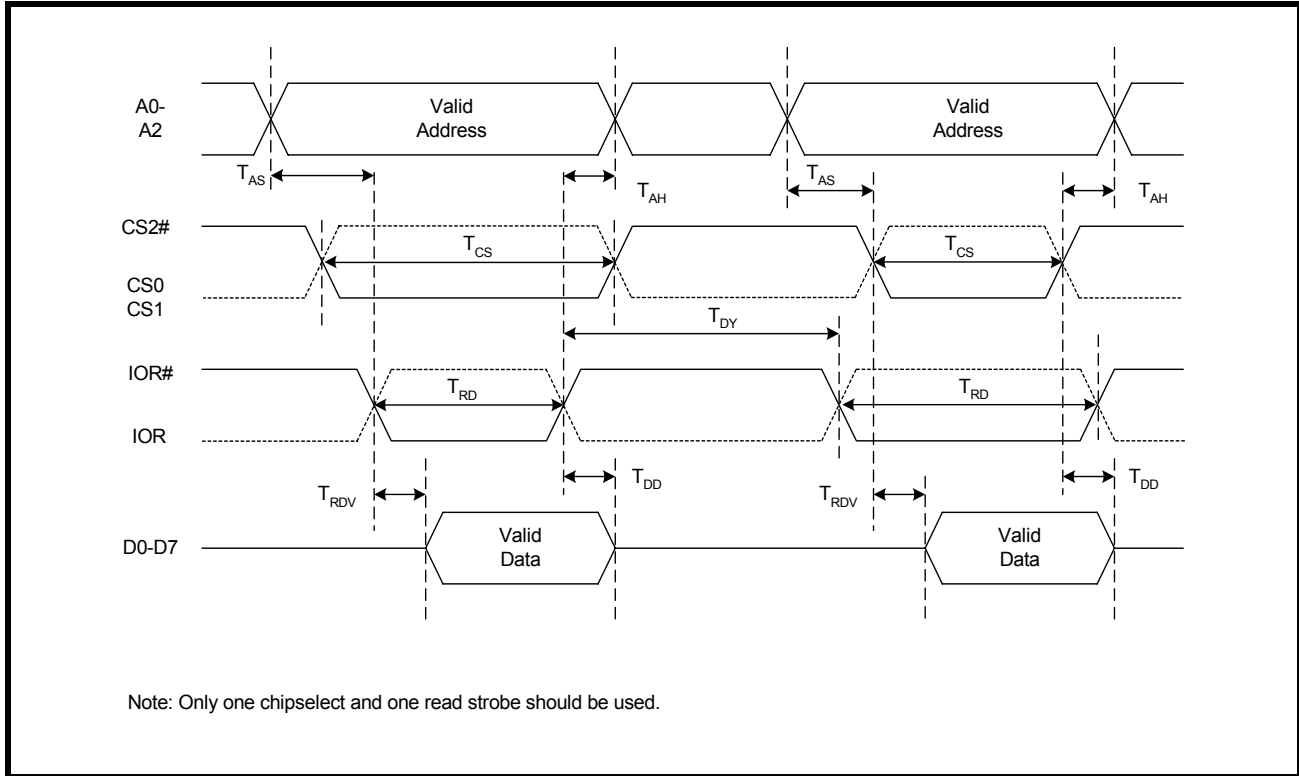 A0-
A2
Valid
Address
Valid
Address
TAS
TAH
TAS
TAH
CS2#
TCS
TCS
CS0
CS1
TDY
IOR#
TRD
TRD
IOR
TRDV
TDD
TRDV
TDD
D0-D7
Valid
Data
Valid
Data
Note: Only one chipselect and one read strobe should be used.